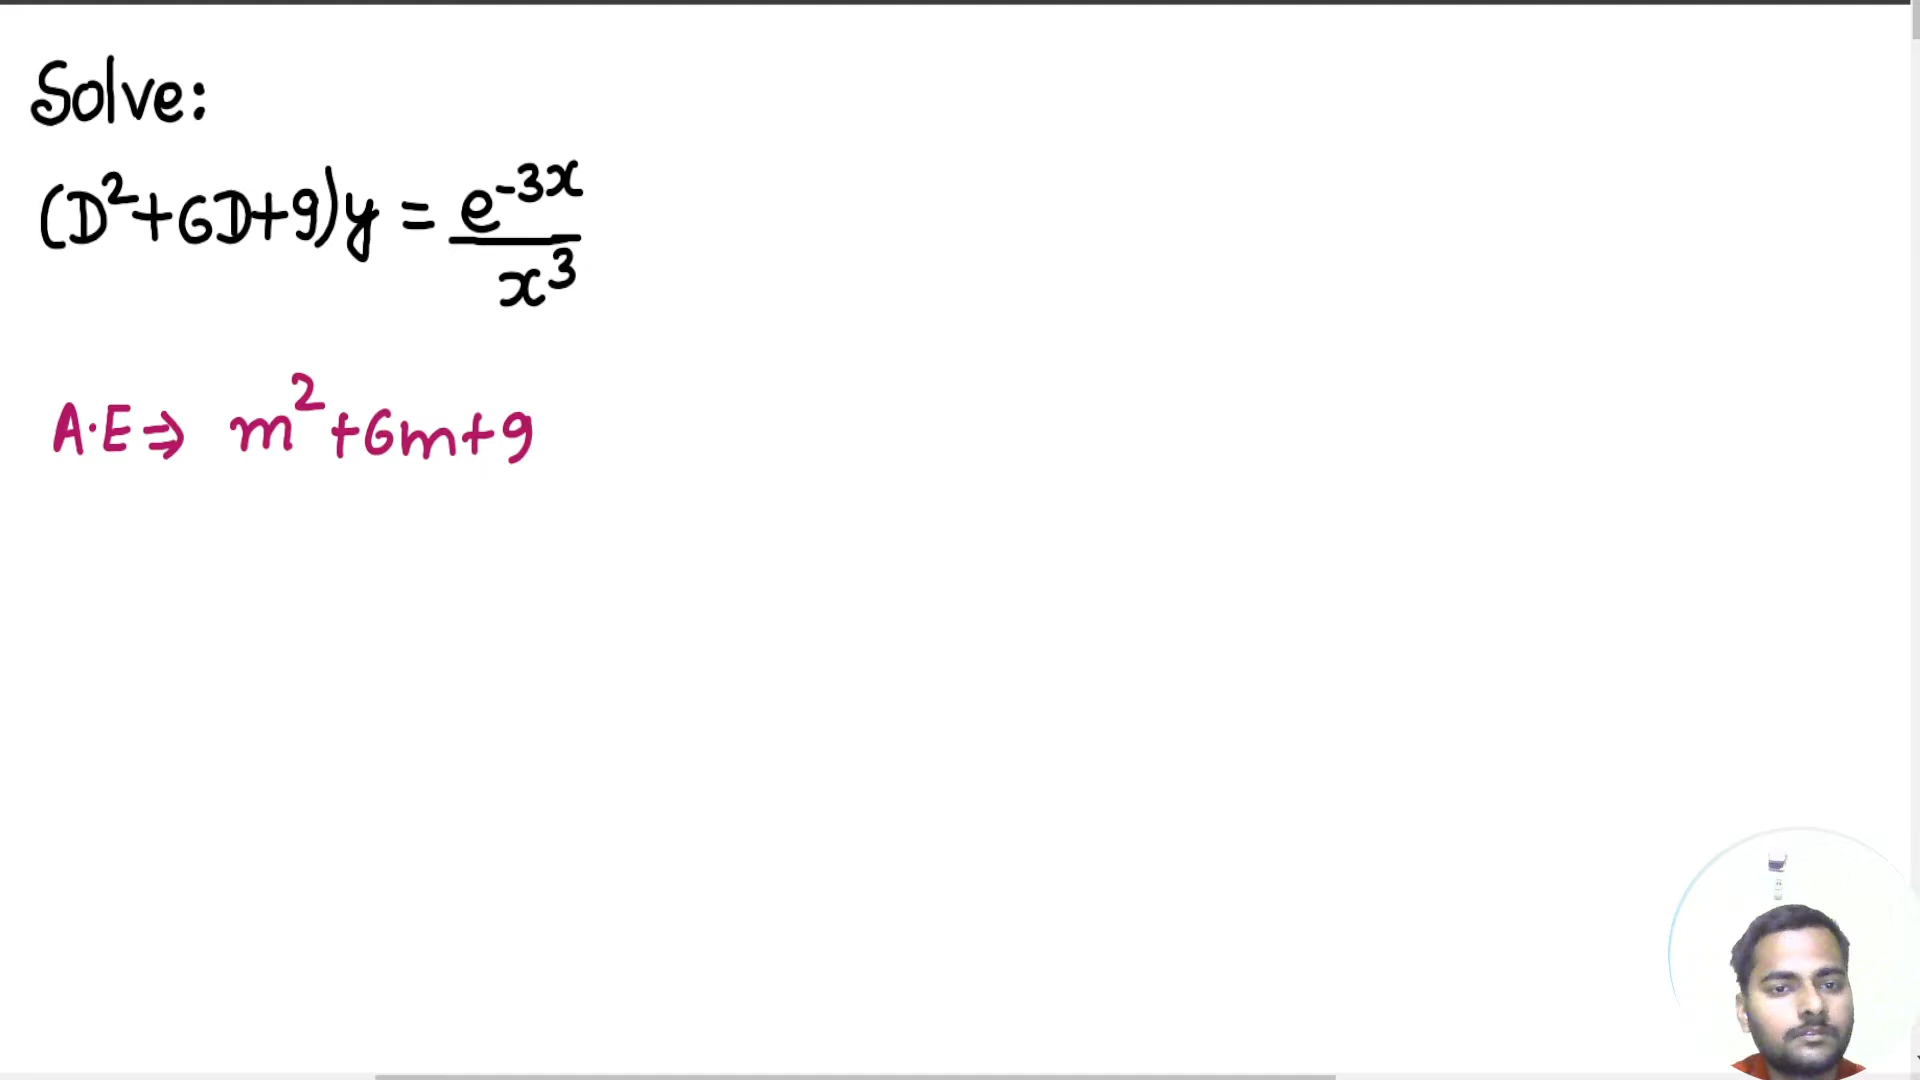 Solve:
(D²+6D+9)y = e^{-3x}/x³
A.E ⇒ m²+6m+9